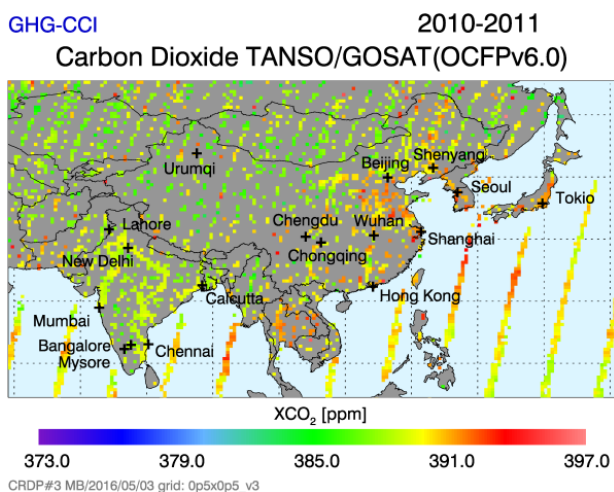 GHG-CCI 2010-2011
Carbon Dioxide TANSO/GOSAT(OCFPv6.0)
Urumqi
Beijing
Shenyang
Seoul
Tokio
Lahore
New Delhi
Chengdu
Chongqing
Wuhan
Shanghai
Calcutta
Hong Kong
Mumbai
Bangalore
Mysore
Chennai
XCO₂ [ppm]
373.0 379.0 385.0 391.0 397.0
CRDP#3 MB/2016/05/03 grid: 0p5x0p5 v3